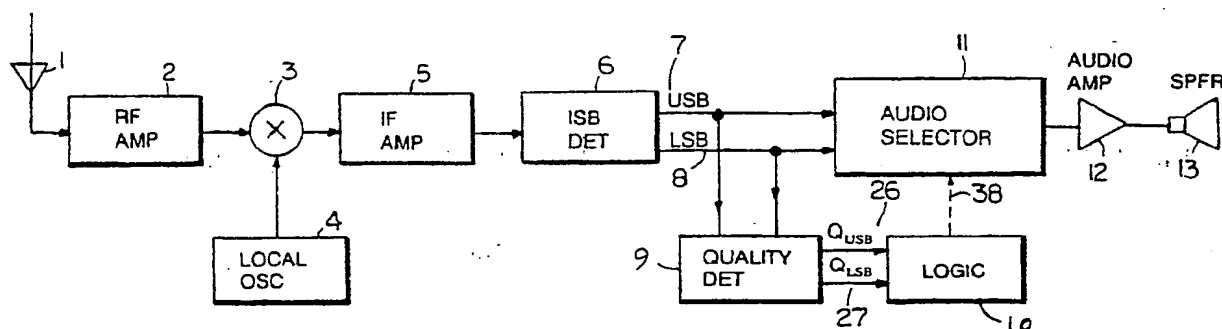 1
2
RF
AMP
3
5
IF
AMP
6
ISB
DET
7
USB
LSB
8
11
AUDIO
SELECTOR
AUDIO
AMP
12
SPFR
13
4
LOCAL
OSC
9
QUALITY
DET
26
QUSB
QLSB
27
38
LOGIC